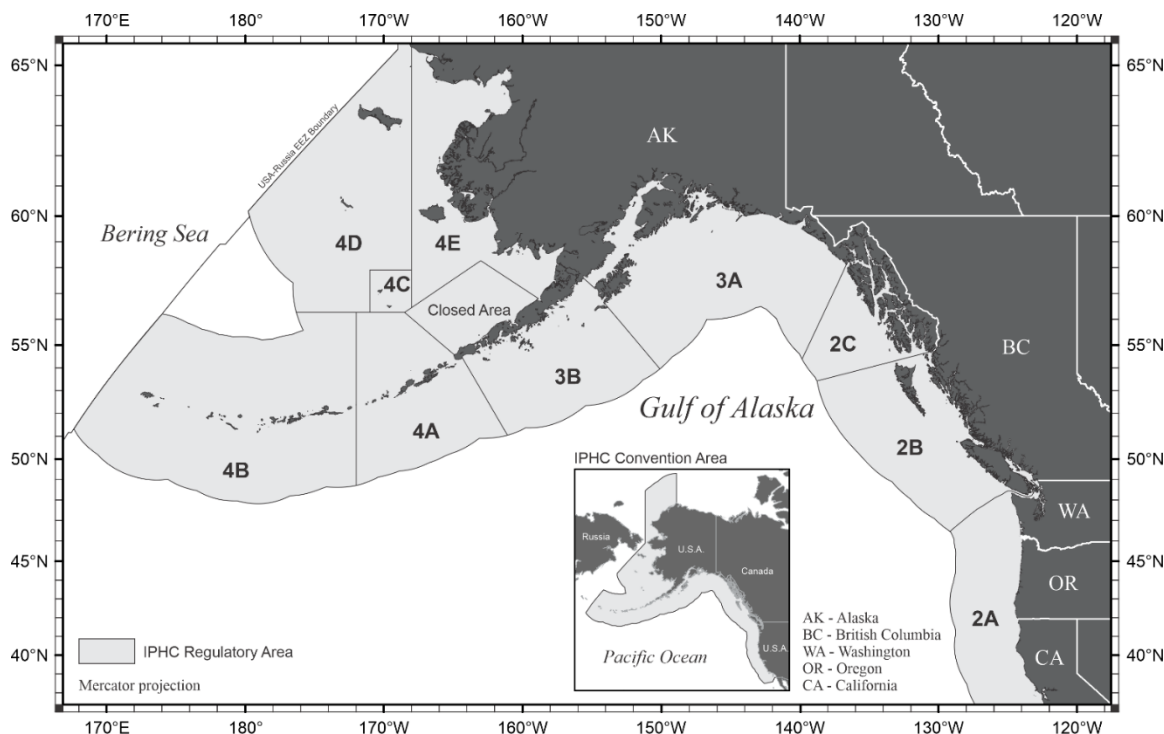 170°E 180° 170°W 160°W 150°W 140°W 130°W 120°W
65°N 65°N
USA-Russia EEZ Boundary
AK
60°N 60°N
Bering Sea
4D 4E
4C
3A
Closed Area
55°N 55°N
2C
BC
3B
Gulf of Alaska
4A
2B
4B
50°N 50°N
IPHC Convention Area
WA
Russia
U.S.A.
Canada
45°N 45°N
OR
2A
AK - Alaska
BC - British Columbia
WA - Washington
OR - Oregon
CA - California
IPHC Regulatory Area
U.S.A.
Pacific Ocean
CA
40°N 40°N
Mercator projection
170°E 180° 170°W 160°W 150°W 140°W 130°W 120°W